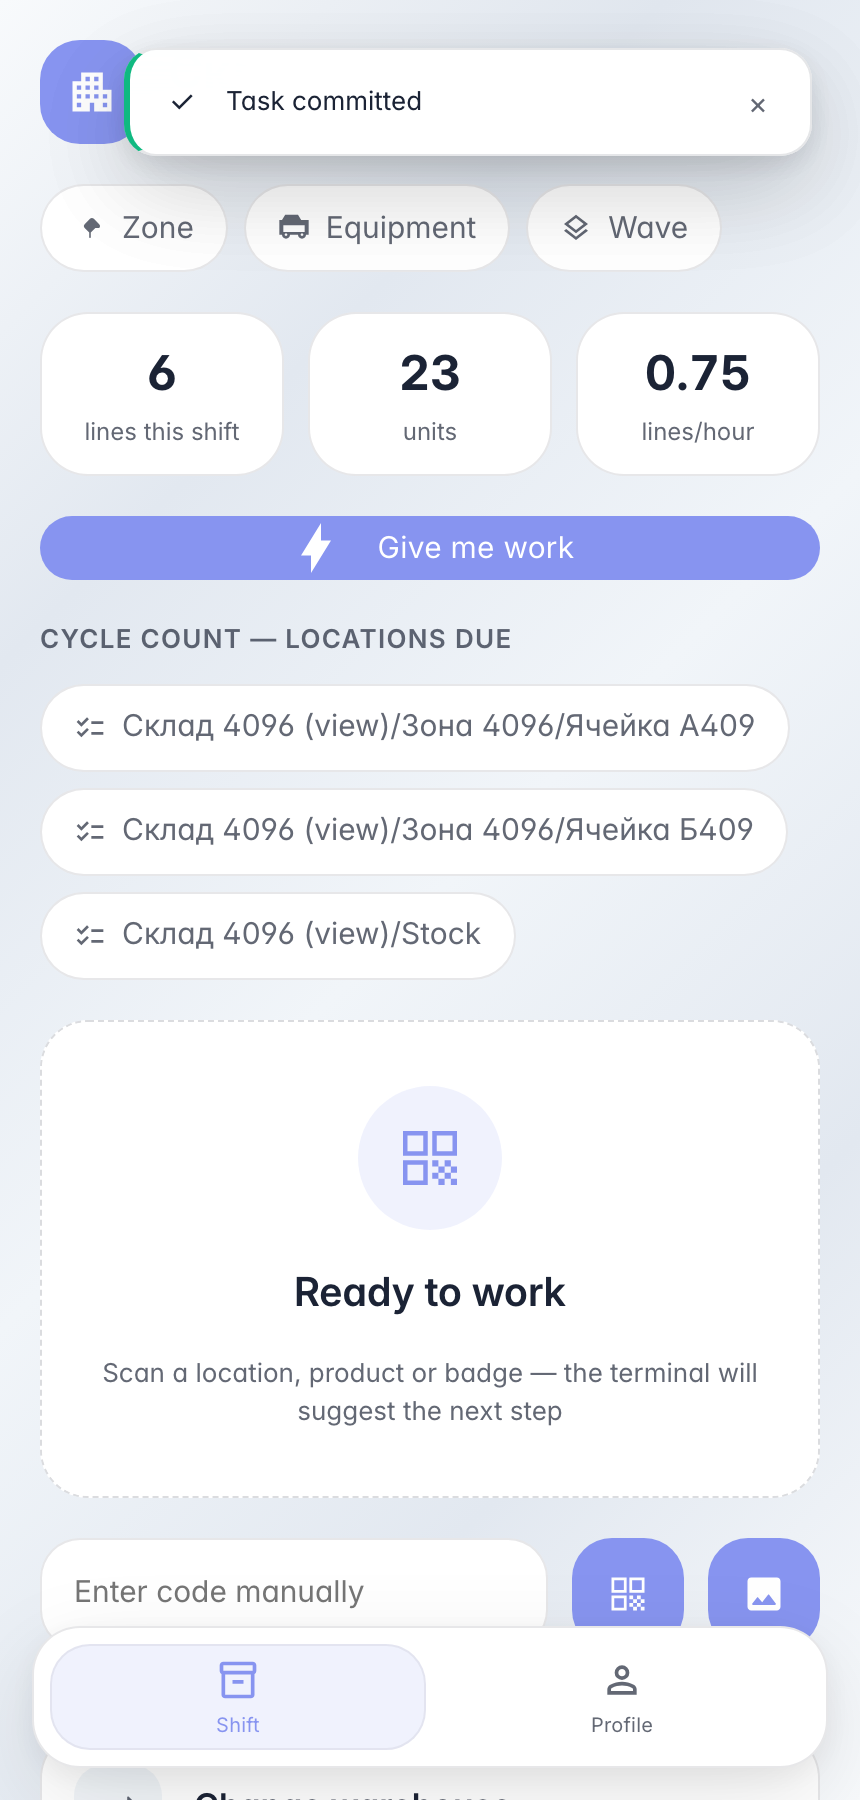 Task committed
Zone
Equipment
Wave
6
lines this shift
23
units
0.75
lines/hour
Give me work
CYCLE COUNT — LOCATIONS DUE
Склад 4096 (view)/Зона 4096/Ячейка А409
Склад 4096 (view)/Зона 4096/Ячейка Б409
Склад 4096 (view)/Stock
Ready to work
Scan a location, product or badge — the terminal will
suggest the next step
Enter code manually
Shift
Profile